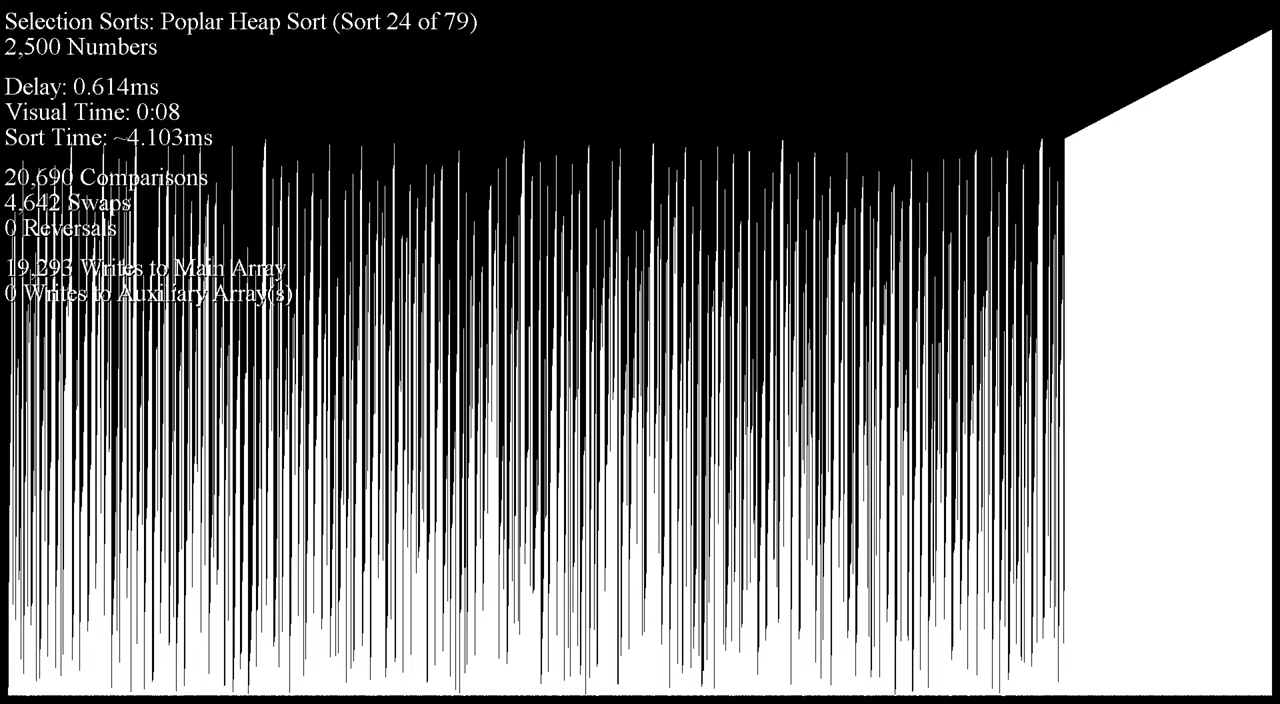 Selection Sorts: Poplar Heap Sort (Sort 24 of 79)
2,500 Numbers
Delay: 0.614ms
Visual Time: 0:08
Sort Time: ~4.103ms
20,690 Comparisons
4,642 Swaps
0 Reversals
19,293 Writes to Main Array
0 Writes to Auxiliary Array(s)